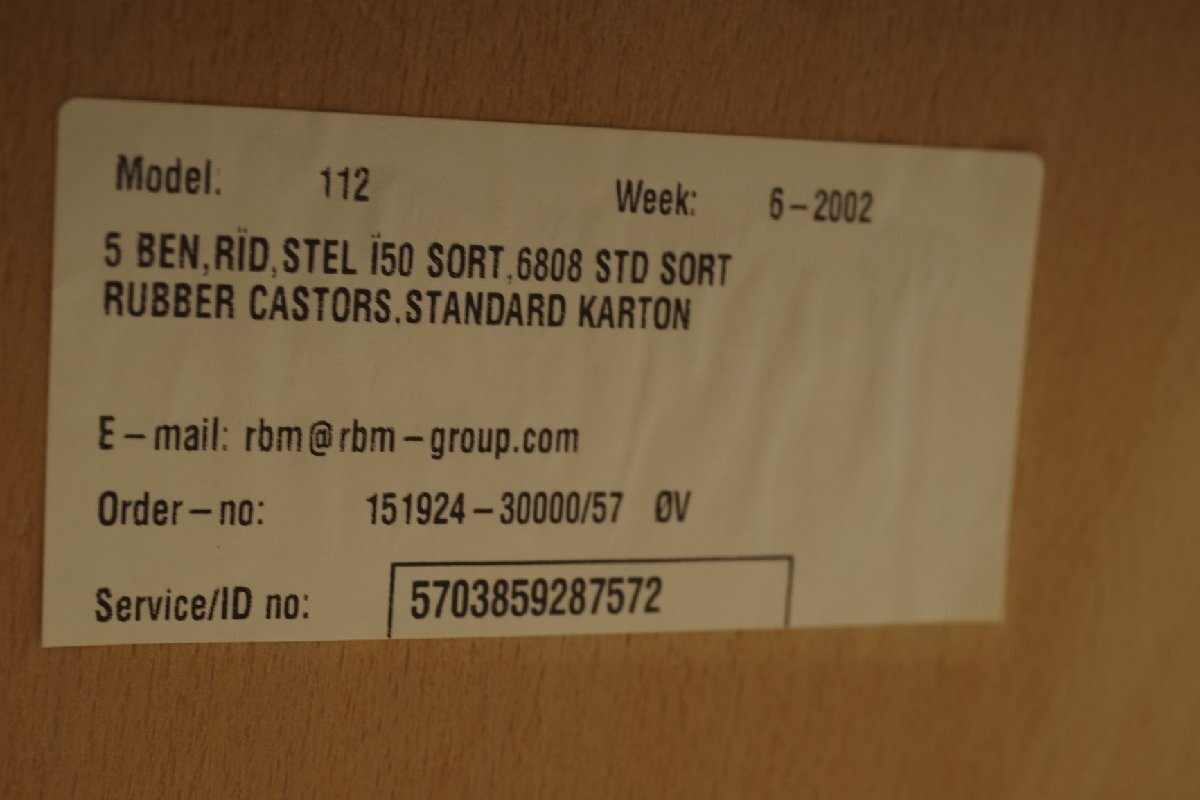 Model: 112 Week: 6-2002
5 BEN,RÏD,STEL Ï50 SORT,6808 STD SORT
RUBBER CASTORS.STANDARD KARTON
E-mail: rbm@rbm-group.com
Order-no: 151924-30000/57 ØV
Service/ID no: 5703859287572